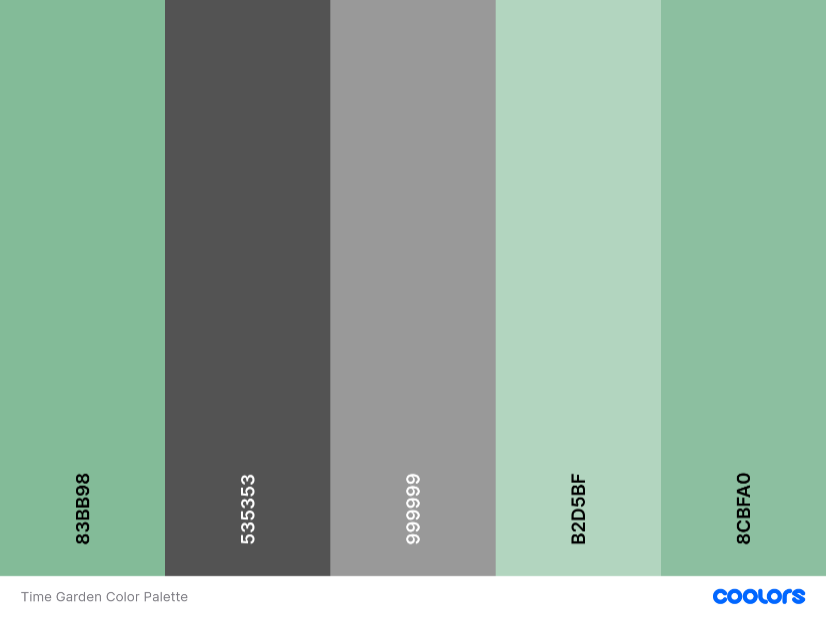 83BB98
535353
999999
B2D5BF
8CBFA0
Time Garden Color Palette
coolors